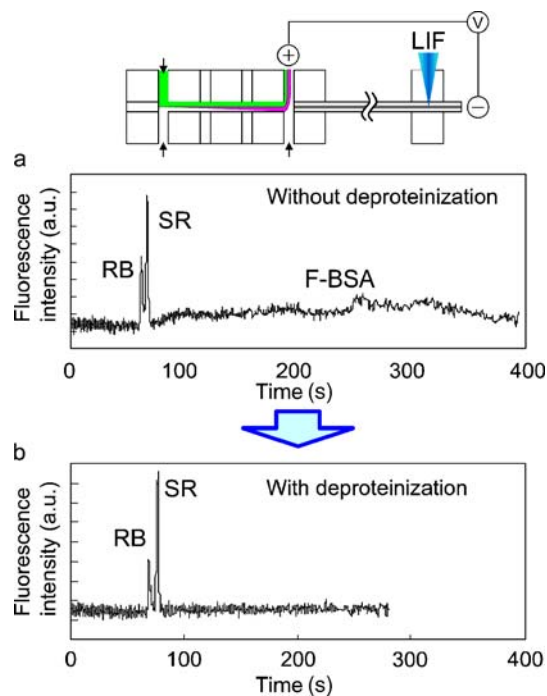 LIF
V
+
−
a
Without deproteinization
SR
RB
F-BSA
Fluorescence
intensity (a.u.)
0 100 200 300 400
Time (s)
b
With deproteinization
SR
RB
Fluorescence
intensity (a.u.)
0 100 200 300 400
Time (s)